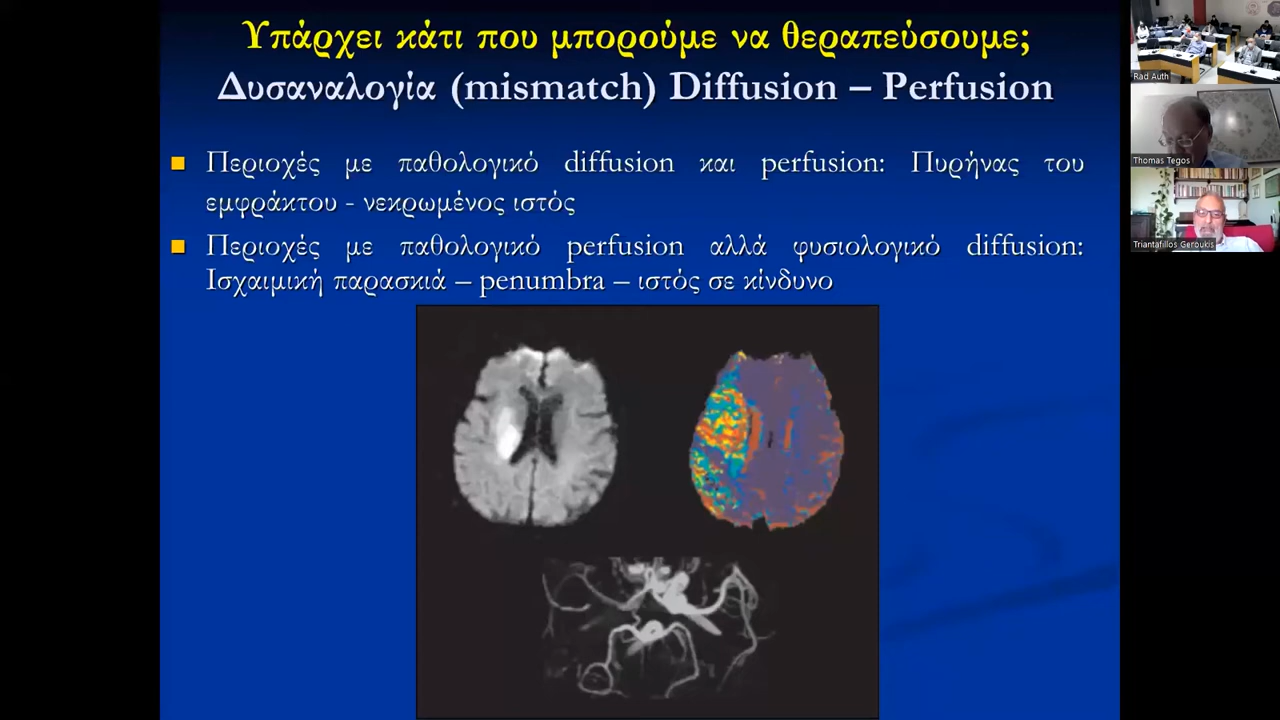 Υπάρχει κάτι που μπορούμε να θεραπεύσουμε;
Δυσαναλογία (mismatch) Diffusion – Perfusion
Περιοχές με παθολογικό diffusion και perfusion: Πυρήνας του
εμφράκτου - νεκρωμένος ιστός
Περιοχές με παθολογικό perfusion αλλά φυσιολογικό diffusion:
Ισχαιμική παρασκιά – penumbra – ιστός σε κίνδυνο
Rad Auth
Thomas Tegos
Triantafillos Geroukis